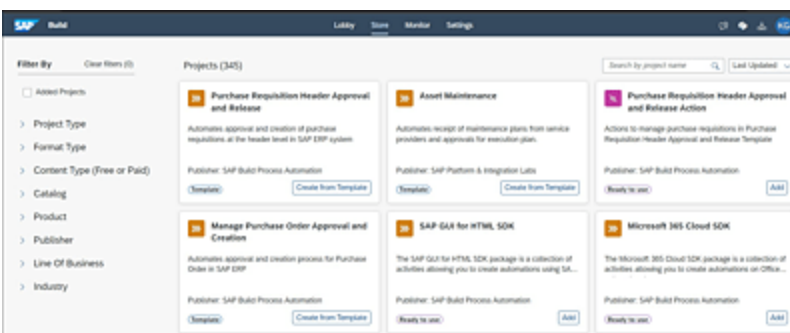 SAP Build
Lobby Store Monitor Settings
KG
Filter By Clear filters (0)
Projects (345)
Search by project name
Last Updated
Added Projects
Project Type
Format Type
Content Type (Free or Paid)
Catalog
Product
Publisher
Line Of Business
Industry
Purchase Requisition Header Approval
and Release
Automates approval and creation of purchase
requisitions at the header level in SAP ERP system
Publisher: SAP Build Process Automation
Template Create from Template
Asset Maintenance
Automates receipt of maintenance plans from service
providers and approvals for execution plan.
Publisher: SAP Platform & Integration Labs
Template Create from Template
Purchase Requisition Header Approval
and Release Action
Actions to manage purchase requisitions in Purchase
Requisition Header Approval and Release Template
Publisher: SAP Build Process Automation
Ready to use Add
Manage Purchase Order Approval and
Creation
Automates approval and creation process for Purchase
Order in SAP ERP
Publisher: SAP Build Process Automation
Template Create from Template
SAP GUI for HTML SDK
The SAP GUI for HTML SDK package is a collection of
activities allowing you to create automations using SA...
Publisher: SAP Build Process Automation
Ready to use Add
Microsoft 365 Cloud SDK
The Microsoft 365 Cloud SDK package is a collection of
activities allowing you to create automations on Office...
Publisher: SAP Build Process Automation
Ready to use Add